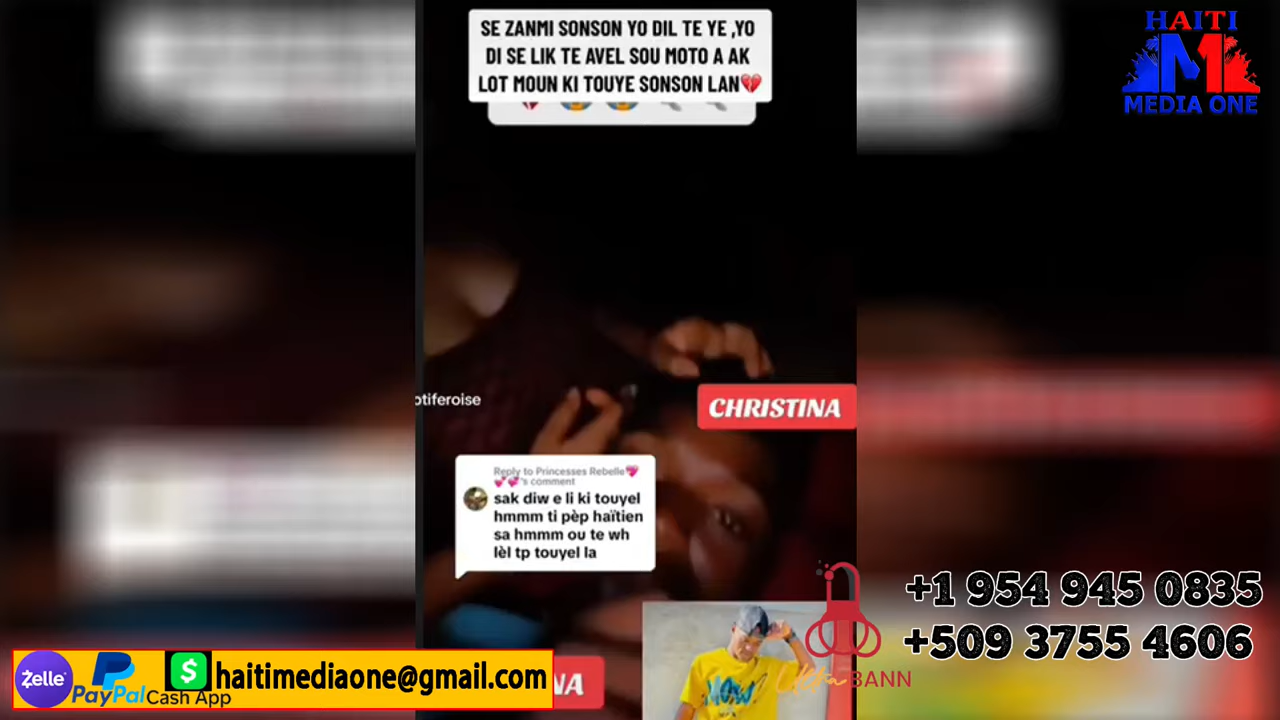 SE ZANMI SONSON YO DIL TE YE ,YO
DI SE LIK TE AVEL SOU MOTO A AK
LOT MOUN KI TOUYE SONSON LAN💔
HAITI
M
MEDIA ONE
otiferoise
CHRISTINA
Reply to Princesses Rebelle💖
💕💕's comment
sak diw e li ki touyel
hmmm ti pèp haïtien
sa hmmm ou te wh
lèl tp touyel la
+1 954 945 0835
+509 3755 4606
Żelle
PayPal
$
Cash App
haitimediaone@gmail.com
NA
NOW
BANN